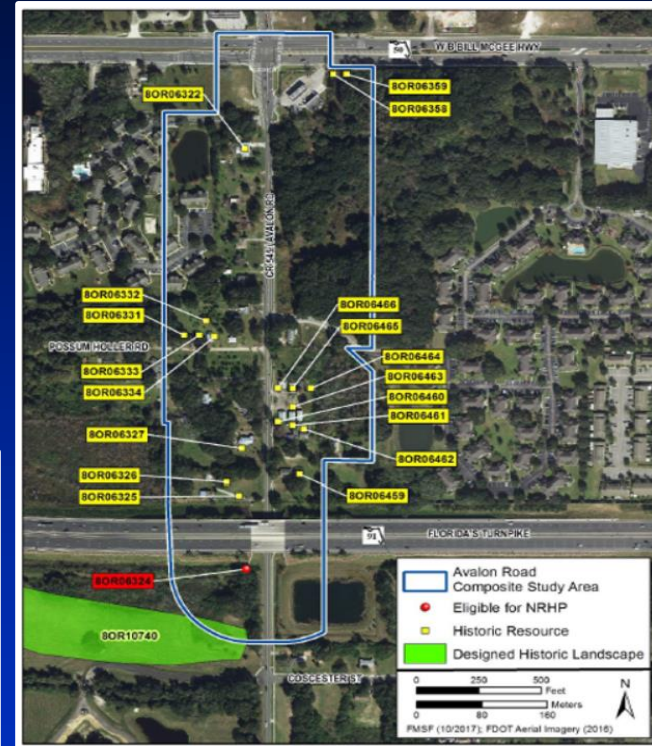 50
W B BILL MCGEE HWY
8OR06359
8OR06358
8OR06322
CR 545 / AVALON RD
8OR06332
8OR06331
POSSUM HOLLER RD
8OR06333
8OR06334
8OR06466
8OR06465
8OR06464
8OR06463
8OR06460
8OR06461
8OR06462
8OR06327
8OR06326
8OR06325
8OR06459
91
FLORIDA'S TURNPIKE
8OR06324
8OR10740
COSCESTER ST
Avalon Road
Composite Study Area
Eligible for NRHP
Historic Resource
Designed Historic Landscape
0 250 500
Feet
Meters
0 80 160
N
FMSF (10/2017); FDOT Aerial Imagery (2016)